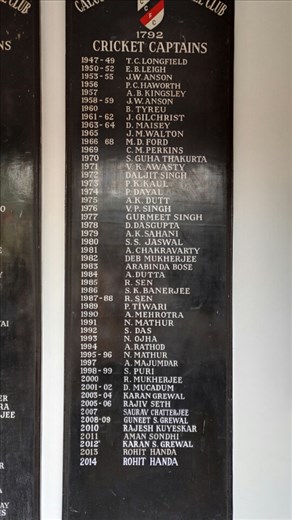 CALC
CLUB
1792
CRICKET CAPTAINS
1947-49 T.C. LONGFIELD
1950-52 E.B. LEIGH
1953-55 J.W. ANSON
1956 P.C. HAWORTH
1957 A.B. KINGSLEY
1958-59 J.W. ANSON
1960 B. TYREU
1961-62 J. GILCHRIST
1963-64 D. MAISEY
1965 J.M. WALTON
1966 68 M.D. FORD
1969 C.M. PERKINS
1970 S. GUHA THAKURTA
1971 V.K. AWASTY
1972 DALJIT SINGH
1973 P.K. KAUL
1974 P. DAYAL
1975 A.K. DUTT
1976 V.P. SINGH
1977 GURMEET SINGH
1978 D. DASGUPTA
1979 A.K. SAHANI
1980 S.S. JASWAL
1981 A. CHAKRAVARTY
1982 DEB MUKHERJEE
1983 ARABINDA BOSE
1984 A. DUTTA
1985 R. SEN
1986 S.K. BANERJEE
1987-88 R. SEN
1989 P. TIWARI
1990 A. MEHROTRA
1991 N. MATHUR
1992 S. DAS
1993 N. OJHA
1994 A. RATHOD
1995-96 N. MATHUR
1997 A. MAJUMDAR
1998-99 S. PURI
2000 R. MUKHERJEE
2001-02 D. MUCADUM
2003-04 KARAN GREWAL
2005-06 RAJIV SETH
2007 SAURAV CHATTERJEE
2008-09 GUNEET S. GREWAL
2010 RAJESH KUYESKAR
2011 AMAN SONDHI
2012 KARAN S. GREWAL
2013 ROHIT HANDA
2014 ROHIT HANDA